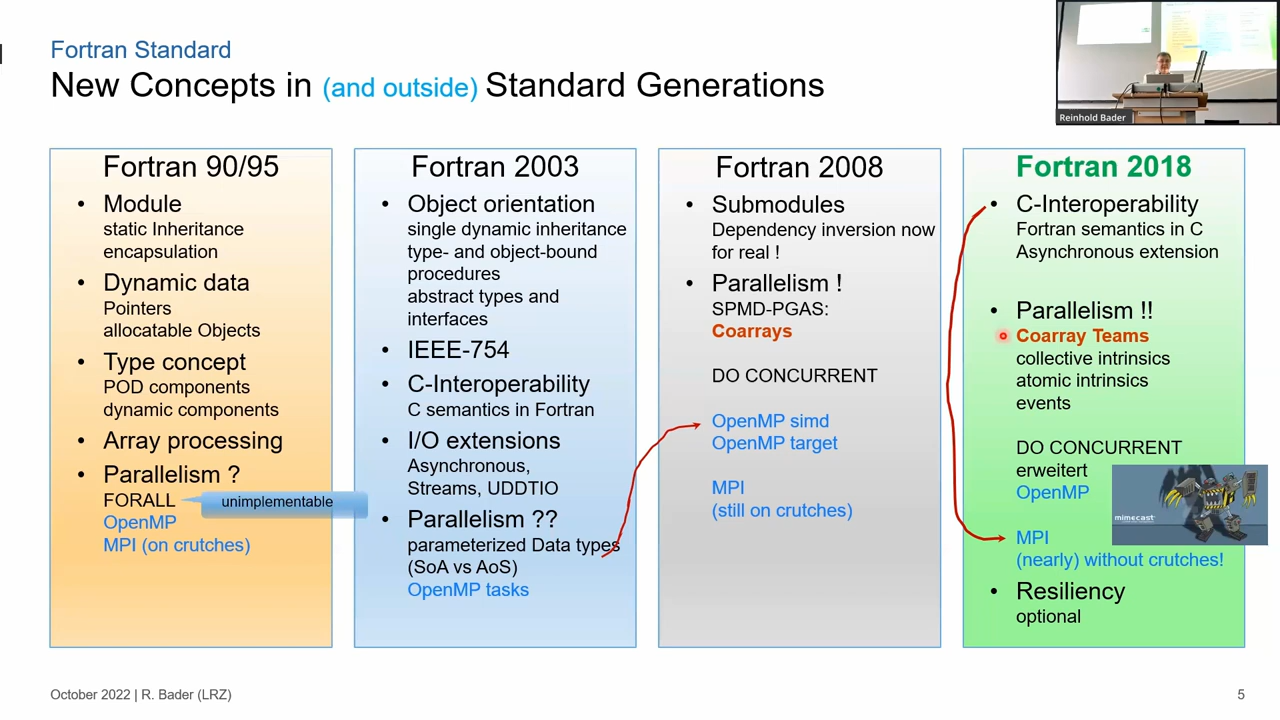 Fortran Standard
New Concepts in (and outside) Standard Generations
Reinhold Bader
Fortran 90/95
• Module
static Inheritance
encapsulation
• Dynamic data
Pointers
allocatable Objects
• Type concept
POD components
dynamic components
• Array processing
• Parallelism ?
FORALL
unimplementable
OpenMP
MPI (on crutches)
Fortran 2003
• Object orientation
single dynamic inheritance
type- and object-bound
procedures
abstract types and
interfaces
• IEEE-754
• C-Interoperability
C semantics in Fortran
• I/O extensions
Asynchronous,
Streams, UDDTIO
• Parallelism ??
parameterized Data types
(SoA vs AoS)
OpenMP tasks
Fortran 2008
• Submodules
Dependency inversion now
for real !
• Parallelism !
SPMD-PGAS:
Coarrays
DO CONCURRENT
OpenMP simd
OpenMP target
MPI
(still on crutches)
Fortran 2018
• C-Interoperability
Fortran semantics in C
Asynchronous extension
• Parallelism !!
Coarray Teams
collective intrinsics
atomic intrinsics
events
DO CONCURRENT
erweitert
OpenMP
mimecast
MPI
(nearly) without crutches!
• Resiliency
optional
October 2022 | R. Bader (LRZ)
5